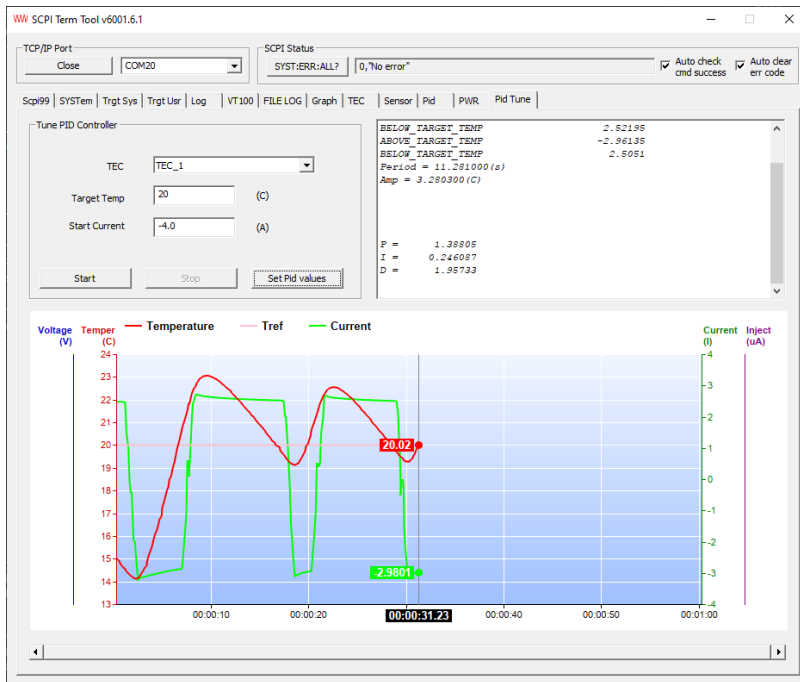 WW SCPI Term Tool v6001.6.1
TCP/IP Port
Close
COM20
SCPI Status
SYST:ERR:ALL?
0,"No error"
Auto check
cmd success
Auto clear
err code
Scpi99
SYSTem
Trgt Sys
Trgt Usr
Log
VT100
FILE LOG
Graph
TEC
Sensor
Pid
PWR
Pid Tune
Tune PID Controller
TEC
TEC_1
Target Temp
20
(C)
Start Current
-4.0
(A)
Start
Stop
Set Pid values
BELOW_TARGET_TEMP 2.52195
ABOVE_TARGET_TEMP -2.96135
BELOW_TARGET_TEMP 2.5051
Period = 11.281000(s)
Amp = 3.280300(C)
P = 1.38805
I = 0.246087
D = 1.95733
Voltage
(V)
Temper
(C)
Temperature
Tref
Current
Current
(I)
Inject
(uA)
24
23
22
21
20
19
18
17
16
15
14
13
4
3
2
1
0
-1
-2
-3
-4
20.02
-2.9801
00:00:10
00:00:20
00:00:31.23
00:00:40
00:00:50
00:01:00